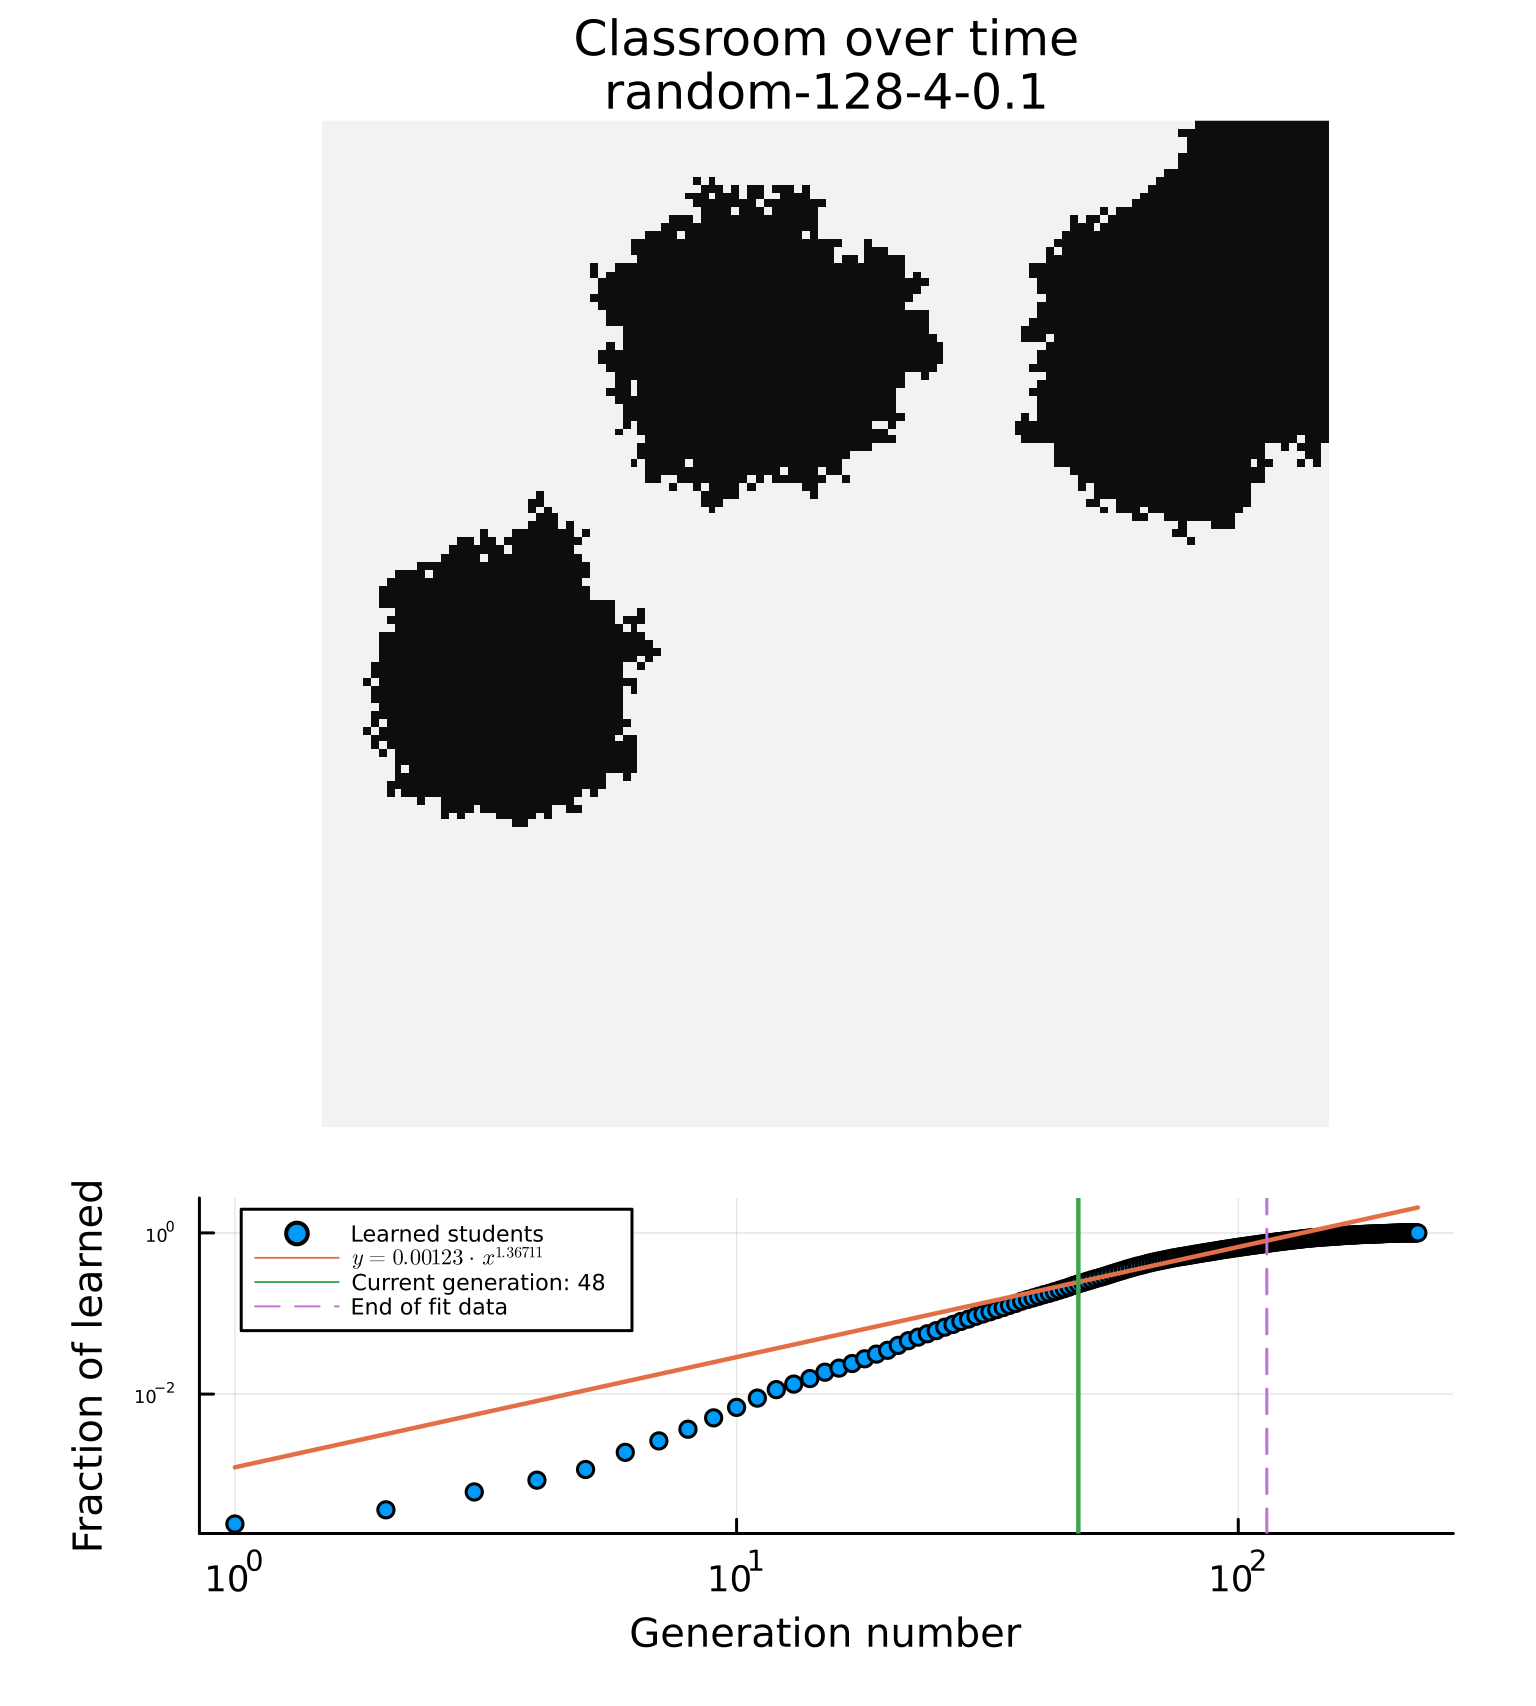 Classroom over time
random-128-4-0.1
Fraction of learned
10⁰
10⁻²
Learned students
y = 0.00123 · x^1.36711
Current generation: 48
End of fit data
10⁰ 10¹ 10²
Generation number